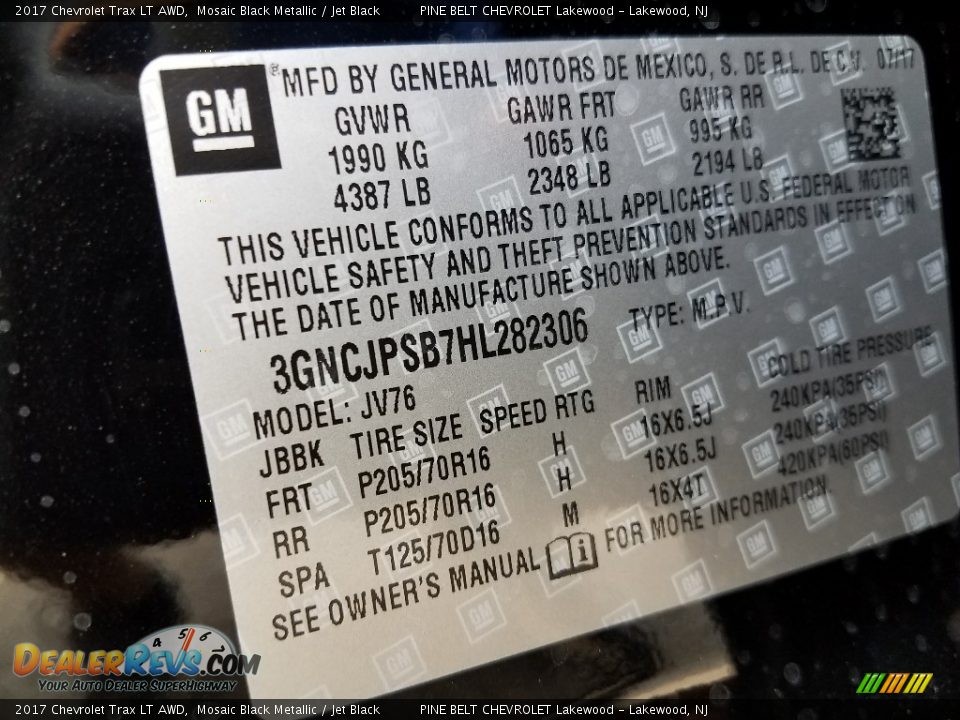 2017 Chevrolet Trax LT AWD, Mosaic Black Metallic / Jet Black PINE BELT CHEVROLET Lakewood - Lakewood, NJ
GM ® MFD BY GENERAL MOTORS DE MEXICO, S. DE R.L. DE C.V. 07/17
GVWR GAWR FRT GAWR RR
1990 KG 1065 KG 995 KG
4387 LB 2348 LB 2194 LB
THIS VEHICLE CONFORMS TO ALL APPLICABLE U.S. FEDERAL MOTOR
VEHICLE SAFETY AND THEFT PREVENTION STANDARDS IN EFFECT ON
THE DATE OF MANUFACTURE SHOWN ABOVE.
3GNCJPSB7HL282306 TYPE: M.P.V.
MODEL: JV76
JBBK TIRE SIZE SPEED RTG RIM COLD TIRE PRESSURE
FRT P205/70R16 H 16X6.5J 240KPA(35PSI)
RR P205/70R16 H 16X6.5J 240KPA(35PSI)
SPA T125/70D16 M 16X4T 420KPA(60PSI)
SEE OWNER'S MANUAL i FOR MORE INFORMATION.
4 5 6
DEALERREVS.COM
YOUR AUTO DEALER SUPERHIGHWAY
2017 Chevrolet Trax LT AWD, Mosaic Black Metallic / Jet Black PINE BELT CHEVROLET Lakewood - Lakewood, NJ